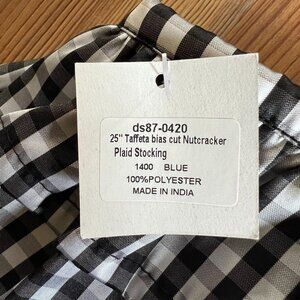 ds87-0420
25" Taffeta bias cut Nutcracker
Plaid Stocking
1400 BLUE
100%POLYESTER
MADE IN INDIA